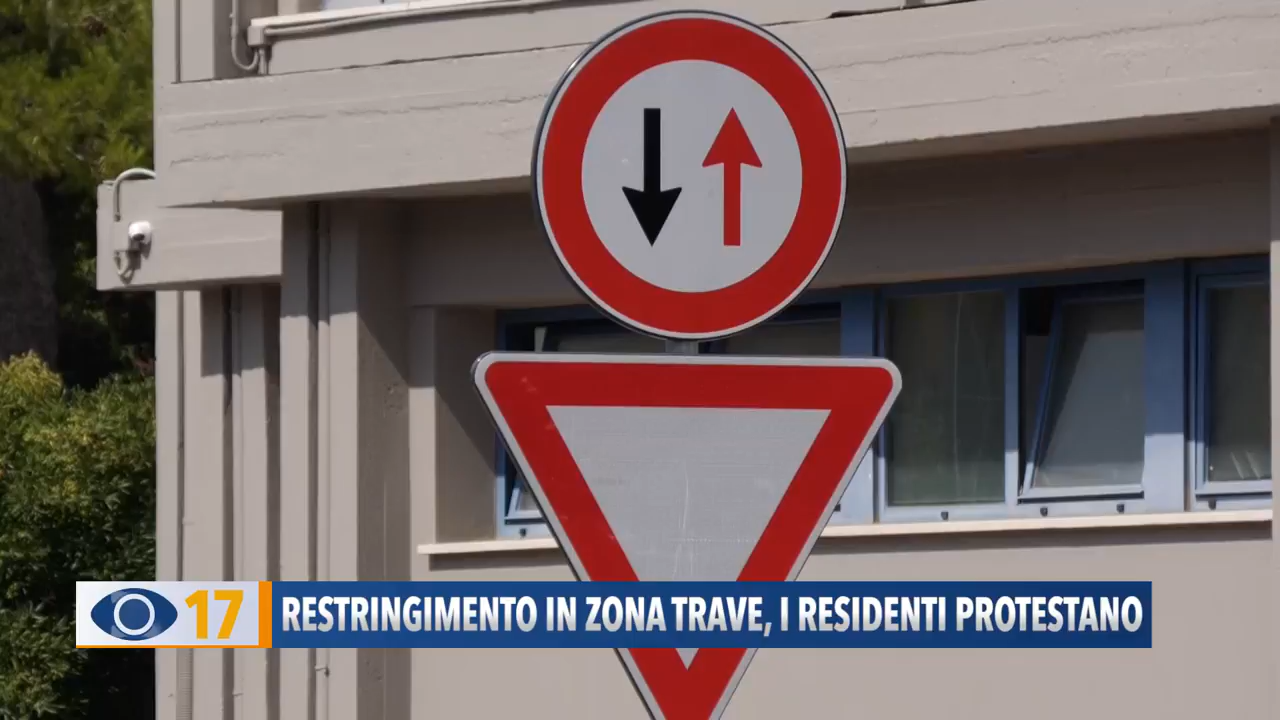 17
RESTRINGIMENTO IN ZONA TRAVE, I RESIDENTI PROTESTANO